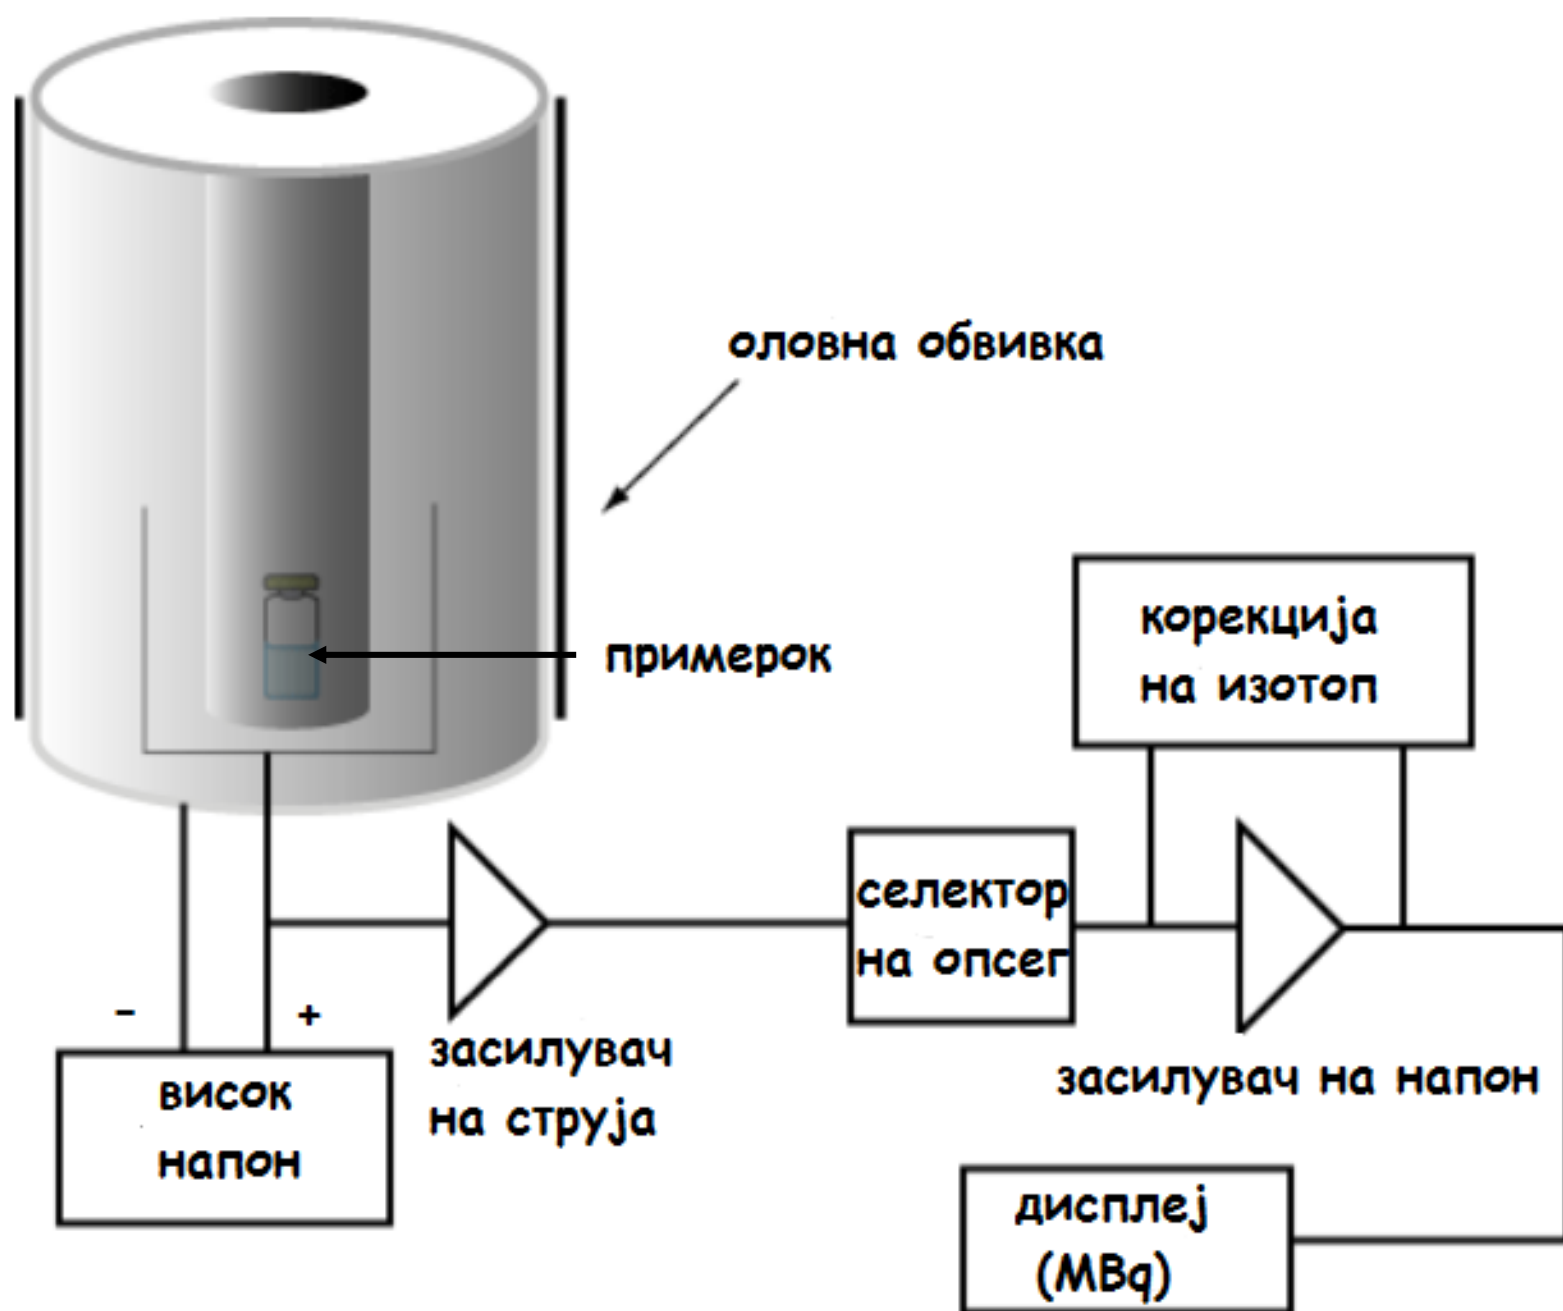 оловна обвивка
примерок
корекција
на изотоп
селектор
на опсег
- +
засилувач
на струја
засилувач на напон
висок
напон
дисплеј
(MBq)